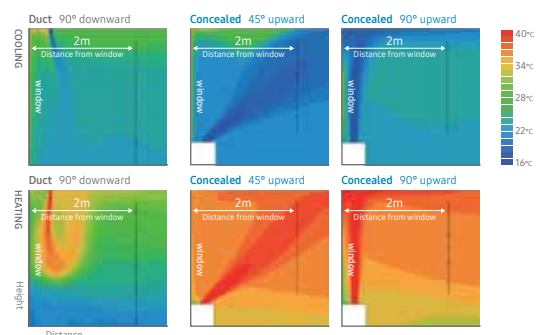 Duct 90° downward
Concealed 45° upward
Concealed 90° upward
COOLING
2m
Distance from window
window
2m
Distance from window
2m
Distance from window
window
40°C
34°C
28°C
22°C
16°C
Duct 90° downward
Concealed 45° upward
Concealed 90° upward
HEATING
2m
Distance from window
window
2m
Distance from window
2m
Distance from window
window
Height
Distance